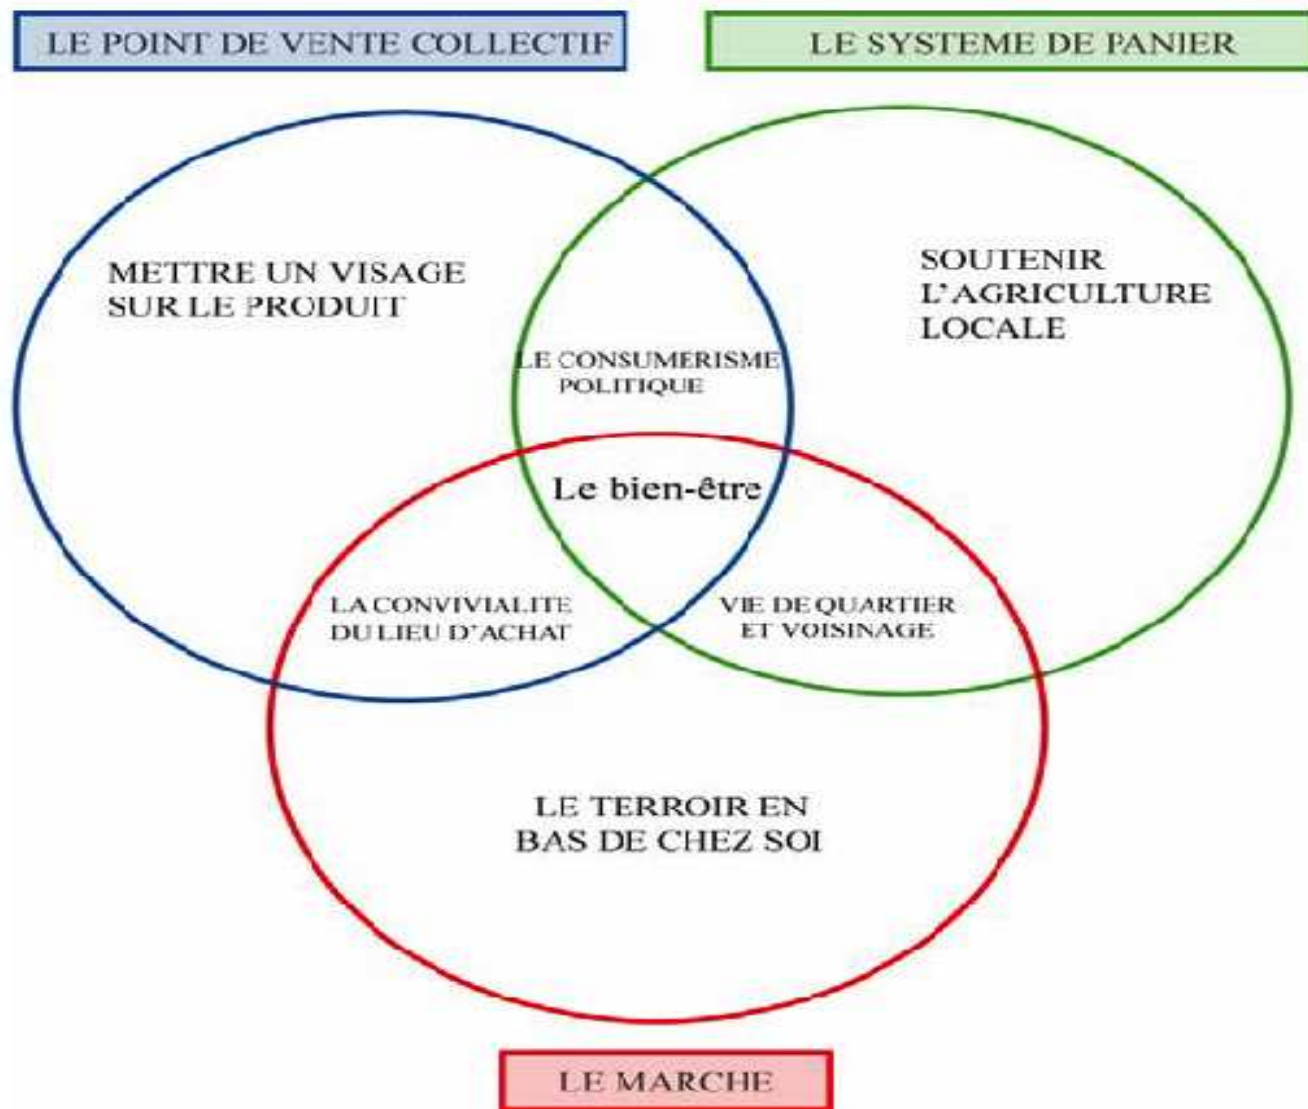 LE POINT DE VENTE COLLECTIF
LE SYSTEME DE PANIER
METTRE UN VISAGE
SUR LE PRODUIT
SOUTENIR
L'AGRICULTURE
LOCALE
LE CONSUMERISME
POLITIQUE
Le bien-être
LA CONVIVIALITE
DU LIEU D'ACHAT
VIE DE QUARTIER
ET VOISINAGE
LE TERROIR EN
BAS DE CHEZ SOI
LE MARCHE